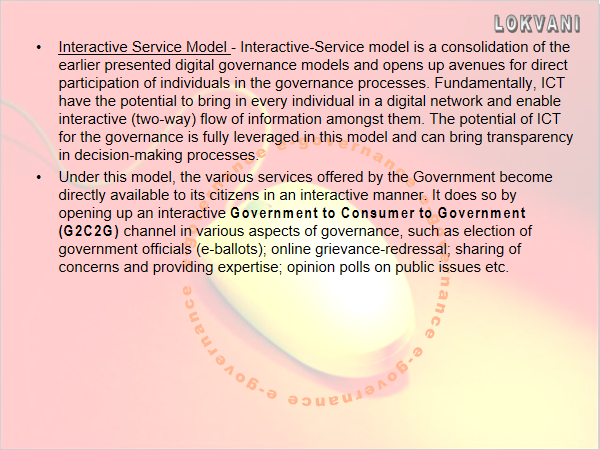 LOKVANI
• Interactive Service Model - Interactive-Service model is a consolidation of the
earlier presented digital governance models and opens up avenues for direct
participation of individuals in the governance processes. Fundamentally, ICT
have the potential to bring in every individual in a digital network and enable
interactive (two-way) flow of information amongst them. The potential of ICT
for the governance is fully leveraged in this model and can bring transparency
in decision-making processes.
• Under this model, the various services offered by the Government become
directly available to its citizens in an interactive manner. It does so by
opening up an interactive Government to Consumer to Government
(G2C2G) channel in various aspects of governance, such as election of
government officials (e-ballots); online grievance-redressal; sharing of
concerns and providing expertise; opinion polls on public issues etc.
e-governance e-governance e-governance e-governance e-governance